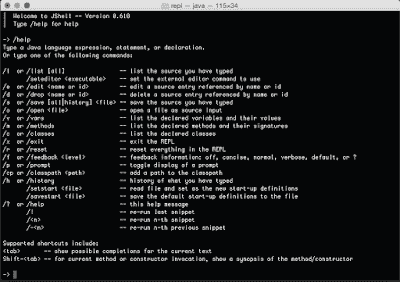 repl — java — 115×34
| Welcome to JShell -- Version 0.610
| Type /help for help
-> /help
Type a Java language expression, statement, or declaration.
Or type one of the following commands:
/l or /list [all] -- list the source you have typed
/seteditor <executable> -- set the external editor command to use
/e or /edit <name or id> -- edit a source entry referenced by name or id
/d or /drop <name or id> -- delete a source entry referenced by name or id
/s or /save [all|history] <file> -- save the source you have typed
/o or /open <file> -- open a file as source input
/v or /vars -- list the declared variables and their values
/m or /methods -- list the declared methods and their signatures
/c or /classes -- list the declared classes
/x or /exit -- exit the REPL
/r or /reset -- reset everything in the REPL
/f or /feedback <level> -- feedback information: off, concise, normal, verbose, default, or ?
/p or /prompt -- toggle display of a prompt
/cp or /classpath <path> -- add a path to the classpath
/h or /history -- history of what you have typed
/setstart <file> -- read file and set as the new start-up definitions
/savestart <file> -- save the default start-up definitions to the file
/? or /help -- this help message
/! -- re-run last snippet
/<n> -- re-run n-th snippet
/-<n> -- re-run n-th previous snippet
Supported shortcuts include:
<tab> -- show possible completions for the current text
Shift-<tab> -- for current method or constructor invocation, show a synopsis of the method/constructor
->